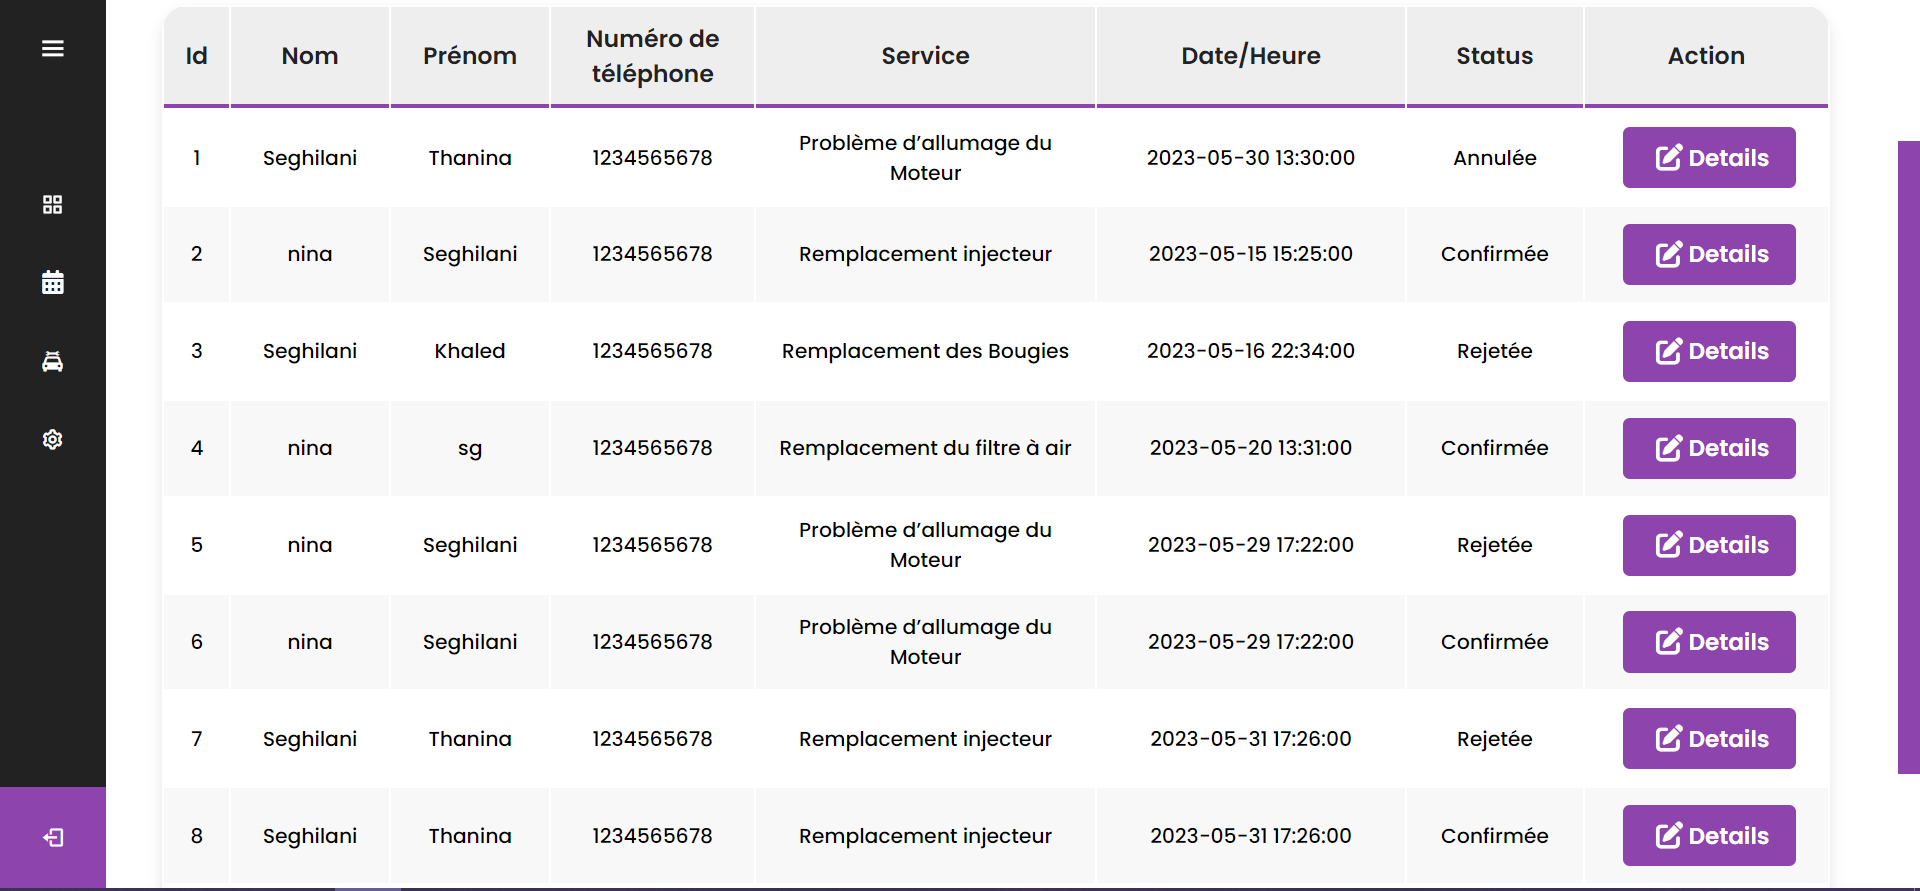 Id Nom Prénom Numéro de téléphone Service Date/Heure Status Action
1 Seghilani Thanina 1234565678 Problème d’allumage du Moteur 2023-05-30 13:30:00 Annulée Details
2 nina Seghilani 1234565678 Remplacement injecteur 2023-05-15 15:25:00 Confirmée Details
3 Seghilani Khaled 1234565678 Remplacement des Bougies 2023-05-16 22:34:00 Rejetée Details
4 nina sg 1234565678 Remplacement du filtre à air 2023-05-20 13:31:00 Confirmée Details
5 nina Seghilani 1234565678 Problème d’allumage du Moteur 2023-05-29 17:22:00 Rejetée Details
6 nina Seghilani 1234565678 Problème d’allumage du Moteur 2023-05-29 17:22:00 Confirmée Details
7 Seghilani Thanina 1234565678 Remplacement injecteur 2023-05-31 17:26:00 Rejetée Details
8 Seghilani Thanina 1234565678 Remplacement injecteur 2023-05-31 17:26:00 Confirmée Details